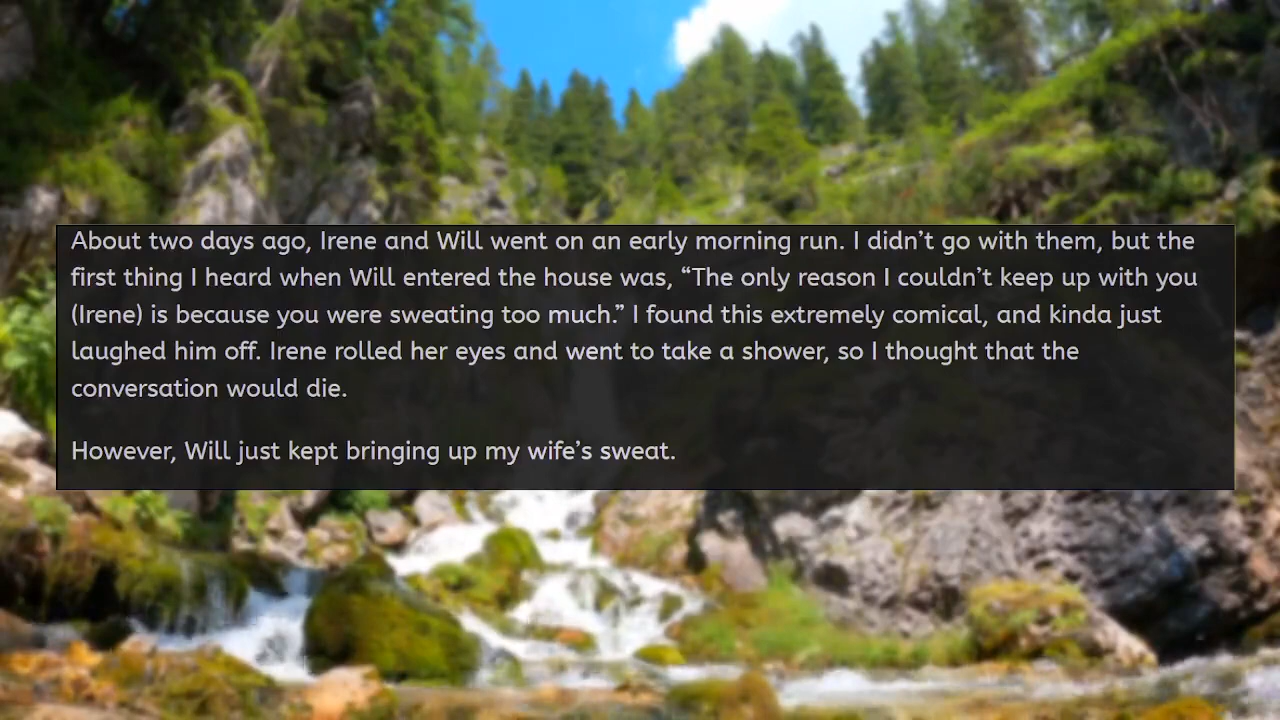 About two days ago, Irene and Will went on an early morning run. I didn’t go with them, but the
first thing I heard when Will entered the house was, “The only reason I couldn’t keep up with you
(Irene) is because you were sweating too much.” I found this extremely comical, and kinda just
laughed him off. Irene rolled her eyes and went to take a shower, so I thought that the
conversation would die.
However, Will just kept bringing up my wife’s sweat.